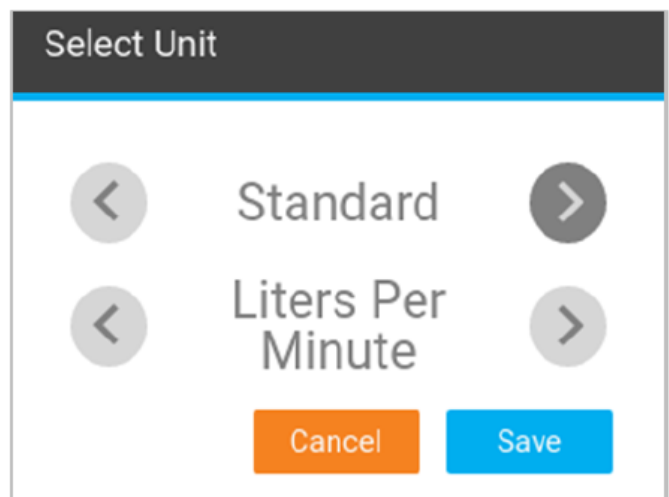 Select Unit
Standard
Liters Per
Minute
Cancel
Save